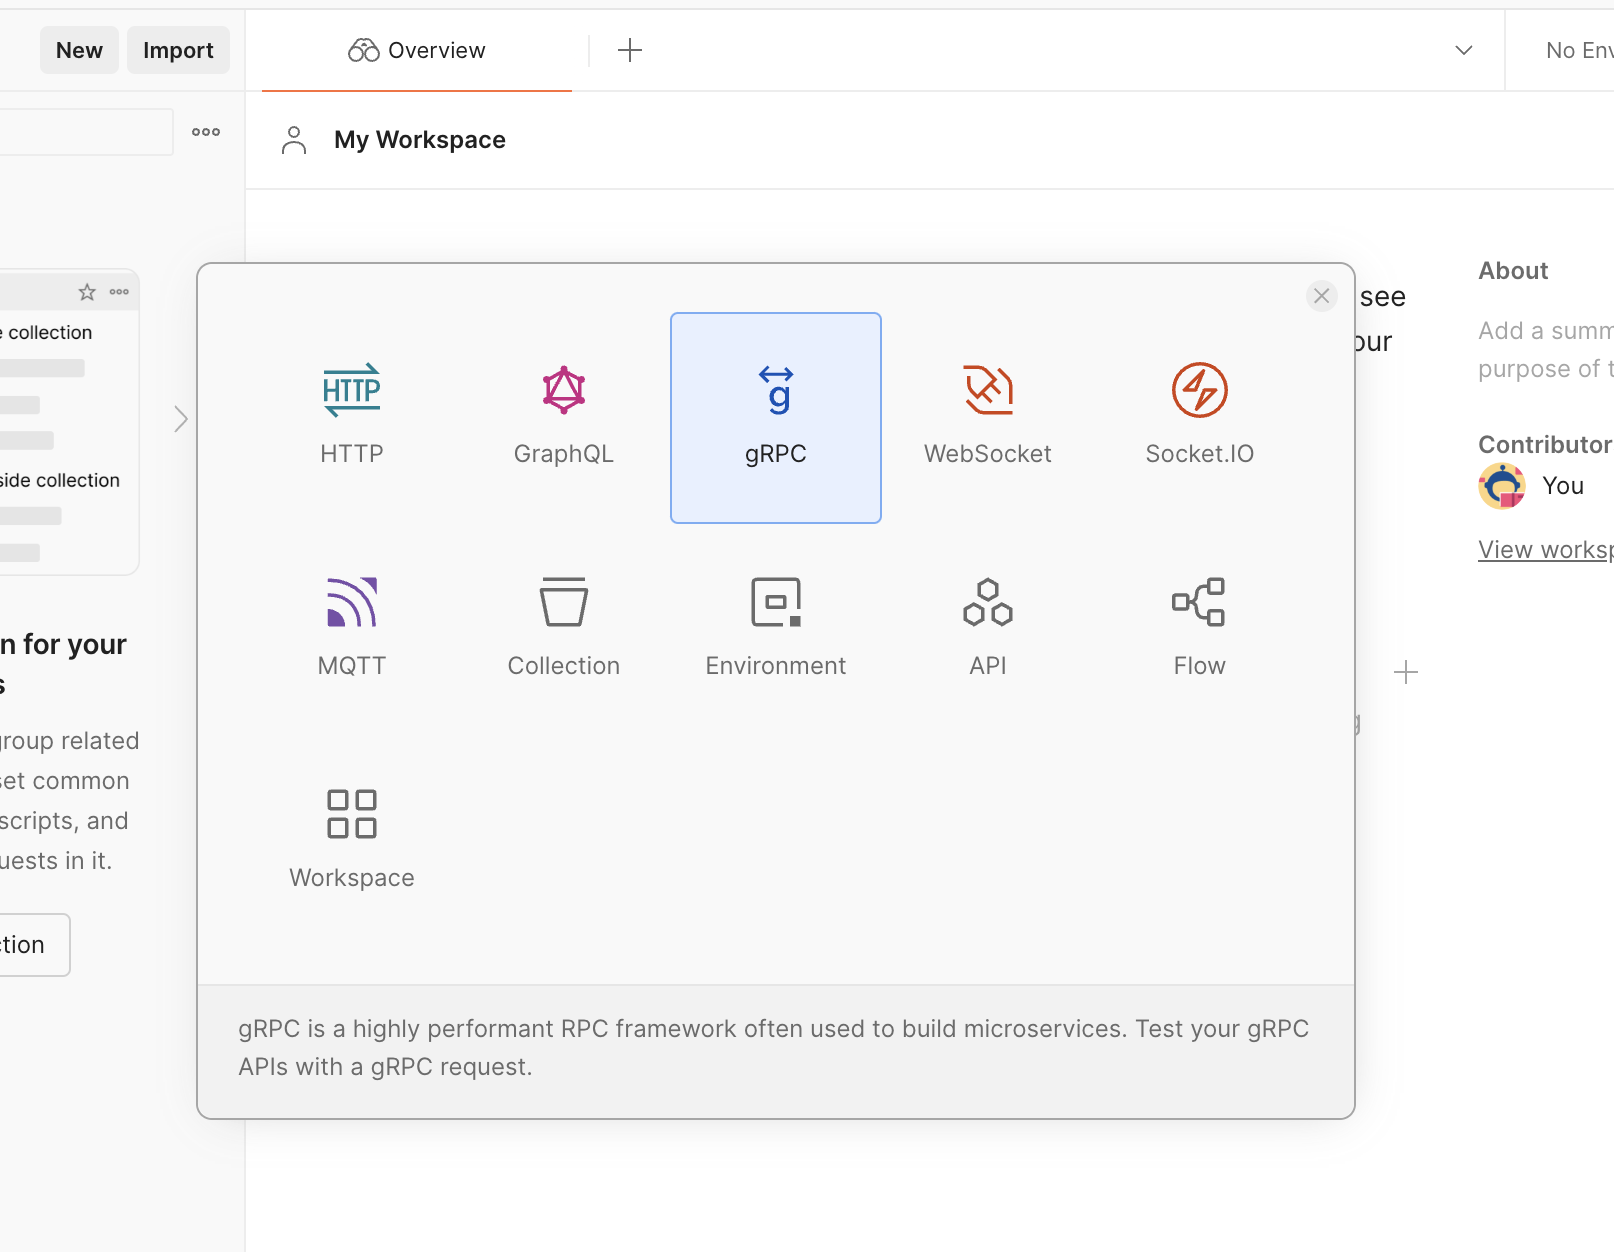 New
Import
Overview
No Env
My Workspace
collection
side collection
n for your
s
group related
set common
scripts, and
uests in it.
ction
see
our
About
Add a summ
purpose of t
Contributor
You
View worksp
HTTP
HTTP
GraphQL
g
gRPC
WebSocket
Socket.IO
MQTT
Collection
Environment
API
Flow
Workspace
gRPC is a highly performant RPC framework often used to build microservices. Test your gRPC
APIs with a gRPC request.